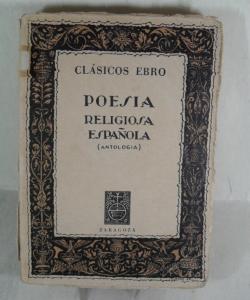 CLÁSICOS EBRO
POESIA
RELIGIOSA
ESPAÑOLA
(ANTOLOGIA)
ZARAGOZA